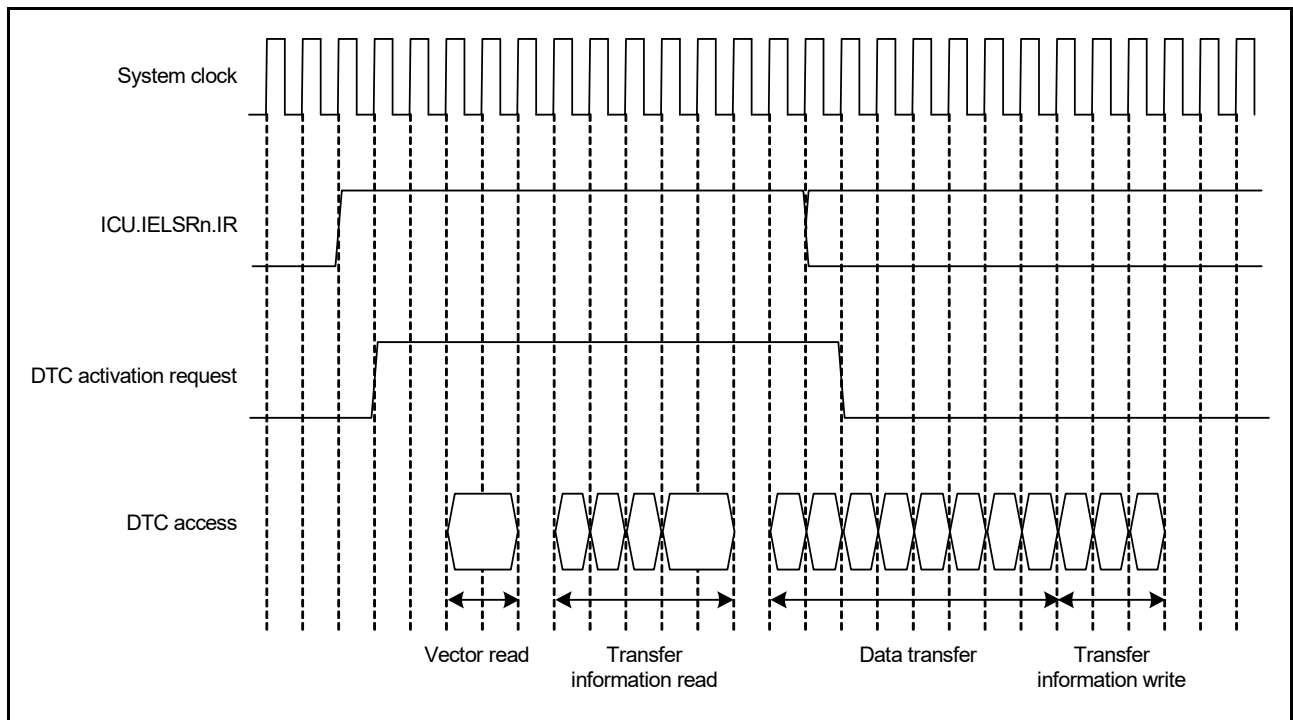 System clock
ICU.IELSRn.IR
DTC activation request
DTC access
Vector read
Transfer
information read
Data transfer
Transfer
information write